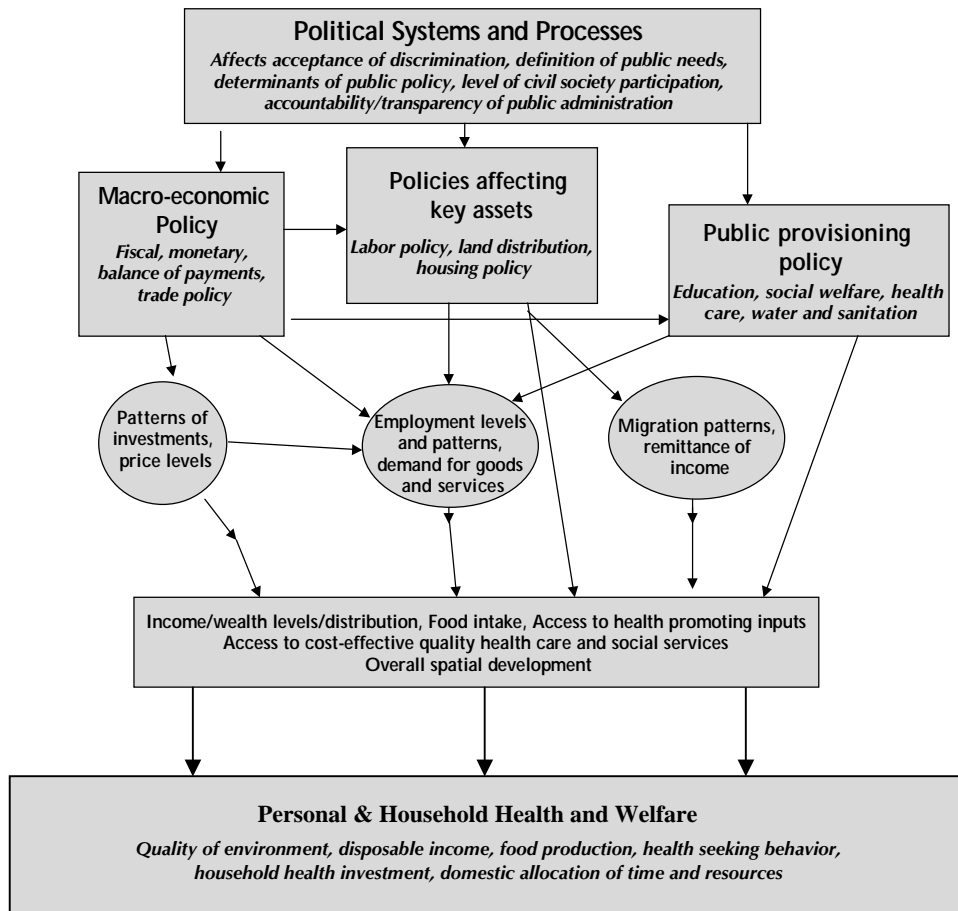 Political Systems and Processes
Affects acceptance of discrimination, definition of public needs,
determinants of public policy, level of civil society participation,
accountability/transparency of public administration
Macro-economic
Policy
Fiscal, monetary,
balance of payments,
trade policy
Policies affecting
key assets
Labor policy, land distribution,
housing policy
Public provisioning
policy
Education, social welfare, health
care, water and sanitation
Patterns of
investments,
price levels
Employment levels
and patterns,
demand for goods
and services
Migration patterns,
remittance of
income
Income/wealth levels/distribution, Food intake, Access to health promoting inputs
Access to cost-effective quality health care and social services
Overall spatial development
Personal & Household Health and Welfare
Quality of environment, disposable income, food production, health seeking behavior,
household health investment, domestic allocation of time and resources